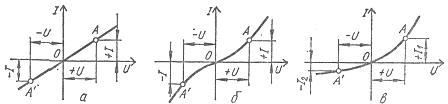 I
-U
A
0
+U
+I
-I
A'
U
а
I
-U
A
0
+U
+I
-I
A'
U
б
I
-U
A
0
+U
+I₁
-I₂
A'
U
в